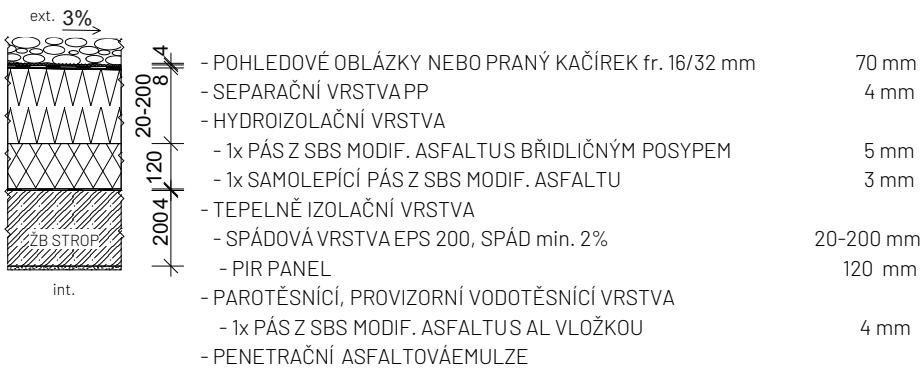 ext. 3%
- POHLEDOVÉ OBLÁZKY NEBO PRANÝ KAČÍREK fr. 16/32 mm 70 mm
- SEPARAČNÍ VRSTVA PP 4 mm
- HYDROIZOLAČNÍ VRSTVA
- 1x PÁS Z SBS MODIF. ASFALTU S BŘIDLIČNÝM POSYPEM 5 mm
- 1x SAMOLEPÍCÍ PÁS Z SBS MODIF. ASFALTU 3 mm
- TEPELNĚ IZOLAČNÍ VRSTVA
- SPÁDOVÁ VRSTVA EPS 200, SPÁD min. 2% 20-200 mm
- PIR PANEL 120 mm
- PAROTĚSNÍCÍ, PROVIZORNÍ VODOTĚSNÍCÍ VRSTVA
- 1x PÁS Z SBS MODIF. ASFALTU S AL VLOŽKOU 4 mm
- PENETRAČNÍ ASFALTOVÁ EMULZE
4
8
20-200
120
4
200
ŽB STROP
int.